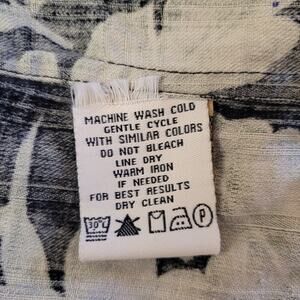 MACHINE WASH COLD
GENTLE CYCLE
WITH SIMILAR COLORS
DO NOT BLEACH
LINE DRY
WARM IRON
IF NEEDED
FOR BEST RESULTS
DRY CLEAN
30° P